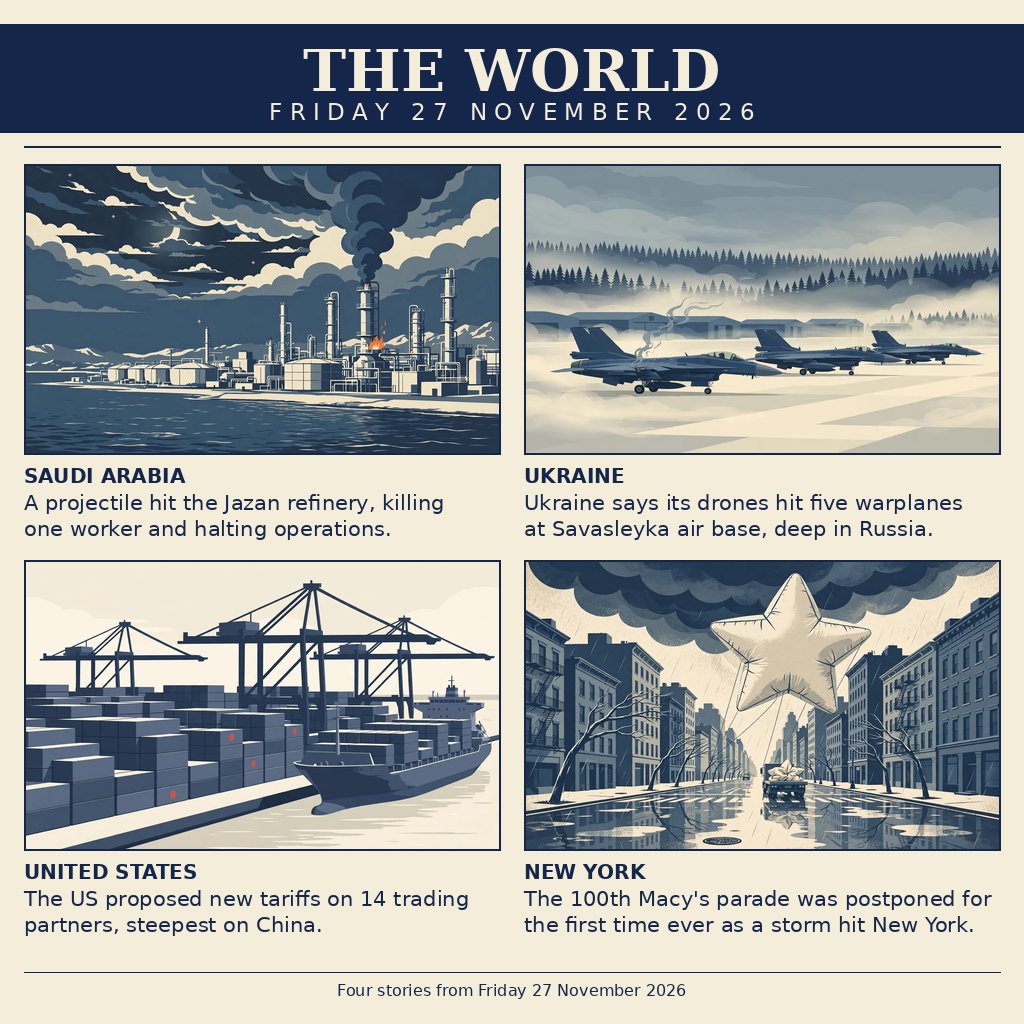 THE WORLD
FRIDAY 27 NOVEMBER 2026
SAUDI ARABIA
A projectile hit the Jazan refinery, killing
one worker and halting operations.
UKRAINE
Ukraine says its drones hit five warplanes
at Savasleyka air base, deep in Russia.
UNITED STATES
The US proposed new tariffs on 14 trading
partners, steepest on China.
NEW YORK
The 100th Macy's parade was postponed for
the first time ever as a storm hit New York.
Four stories from Friday 27 November 2026